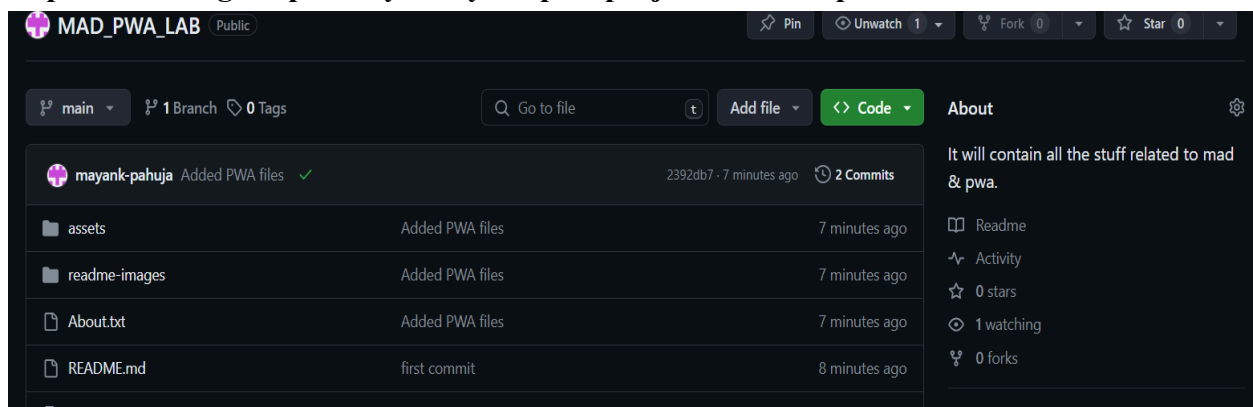 MAD_PWA_LAB Public
Pin
Unwatch 1
Fork 0
Star 0
main
1 Branch
0 Tags
Go to file
t
Add file
Code
About
It will contain all the stuff related to mad
& pwa.
mayank-pahuja Added PWA files
2392db7 · 7 minutes ago
2 Commits
assets Added PWA files 7 minutes ago
readme-images Added PWA files 7 minutes ago
About.txt Added PWA files 7 minutes ago
README.md first commit 8 minutes ago
Readme
Activity
0 stars
1 watching
0 forks